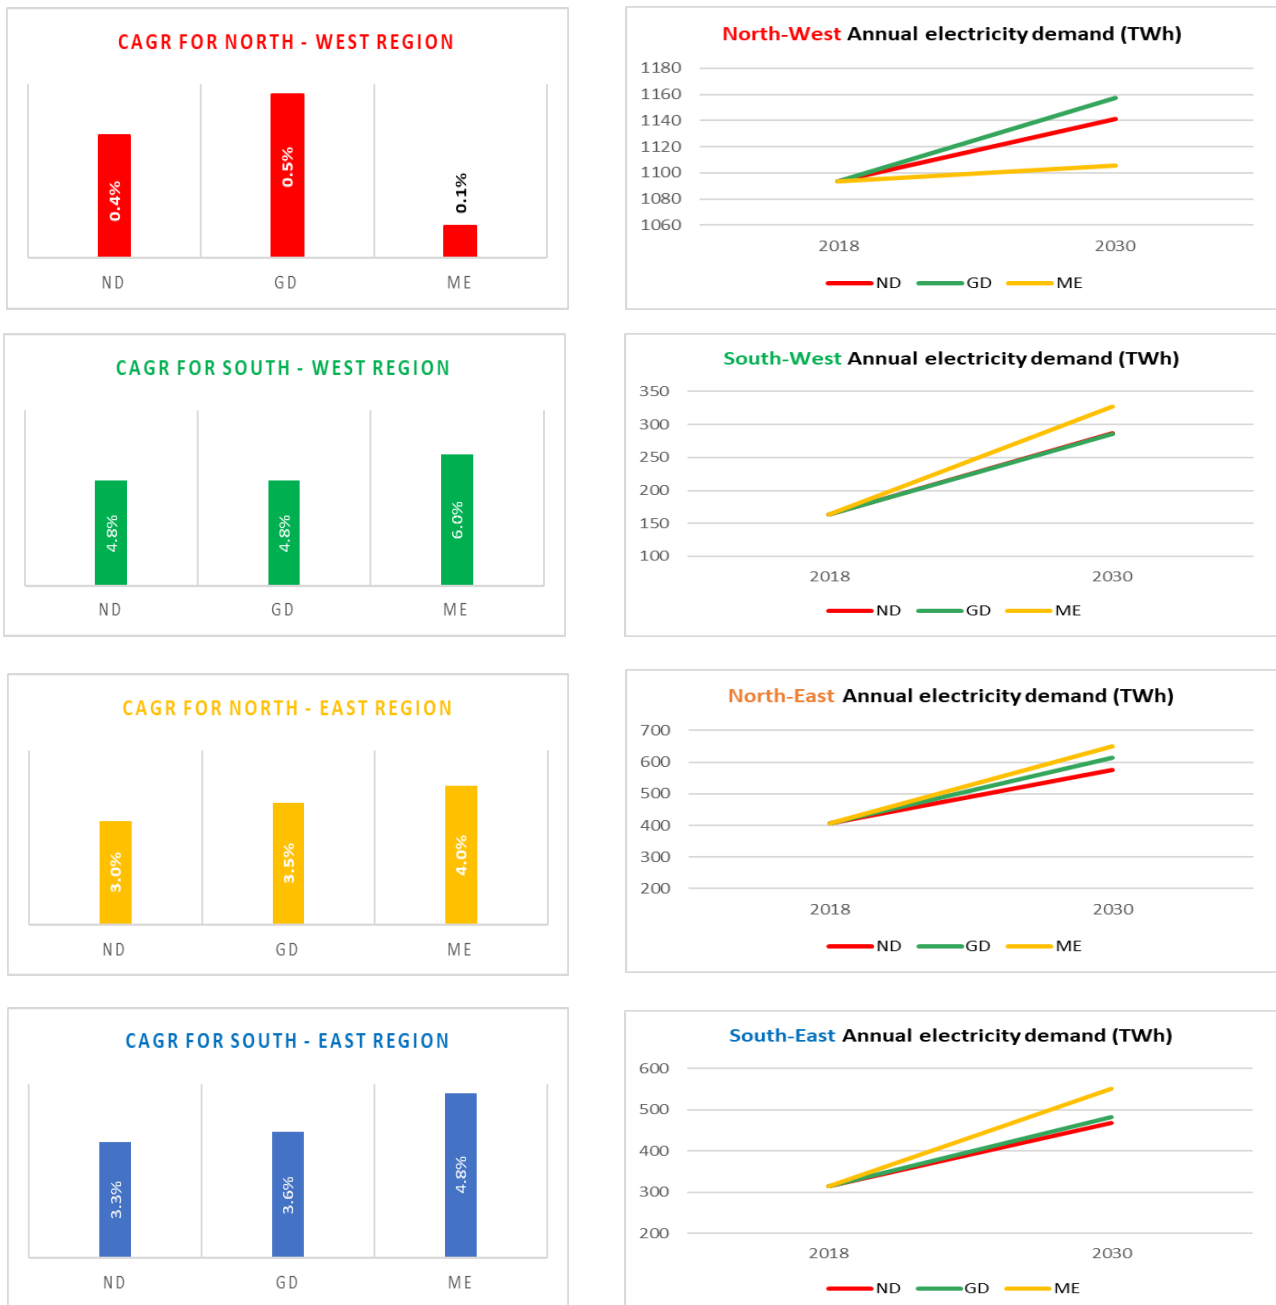 CAGR FOR NORTH - WEST REGION
0.4%
0.5%
0.1%
ND GD ME
North-West Annual electricity demand (TWh)
1180
1160
1140
1120
1100
1080
1060
2018 2030
ND GD ME
CAGR FOR SOUTH - WEST REGION
4.8%
4.8%
6.0%
ND GD ME
South-West Annual electricity demand (TWh)
350
300
250
200
150
100
2018 2030
ND GD ME
CAGR FOR NORTH - EAST REGION
3.0%
3.5%
4.0%
ND GD ME
North-East Annual electricity demand (TWh)
700
600
500
400
300
200
2018 2030
ND GD ME
CAGR FOR SOUTH - EAST REGION
3.3%
3.6%
4.8%
ND GD ME
South-East Annual electricity demand (TWh)
600
500
400
300
200
2018 2030
ND GD ME